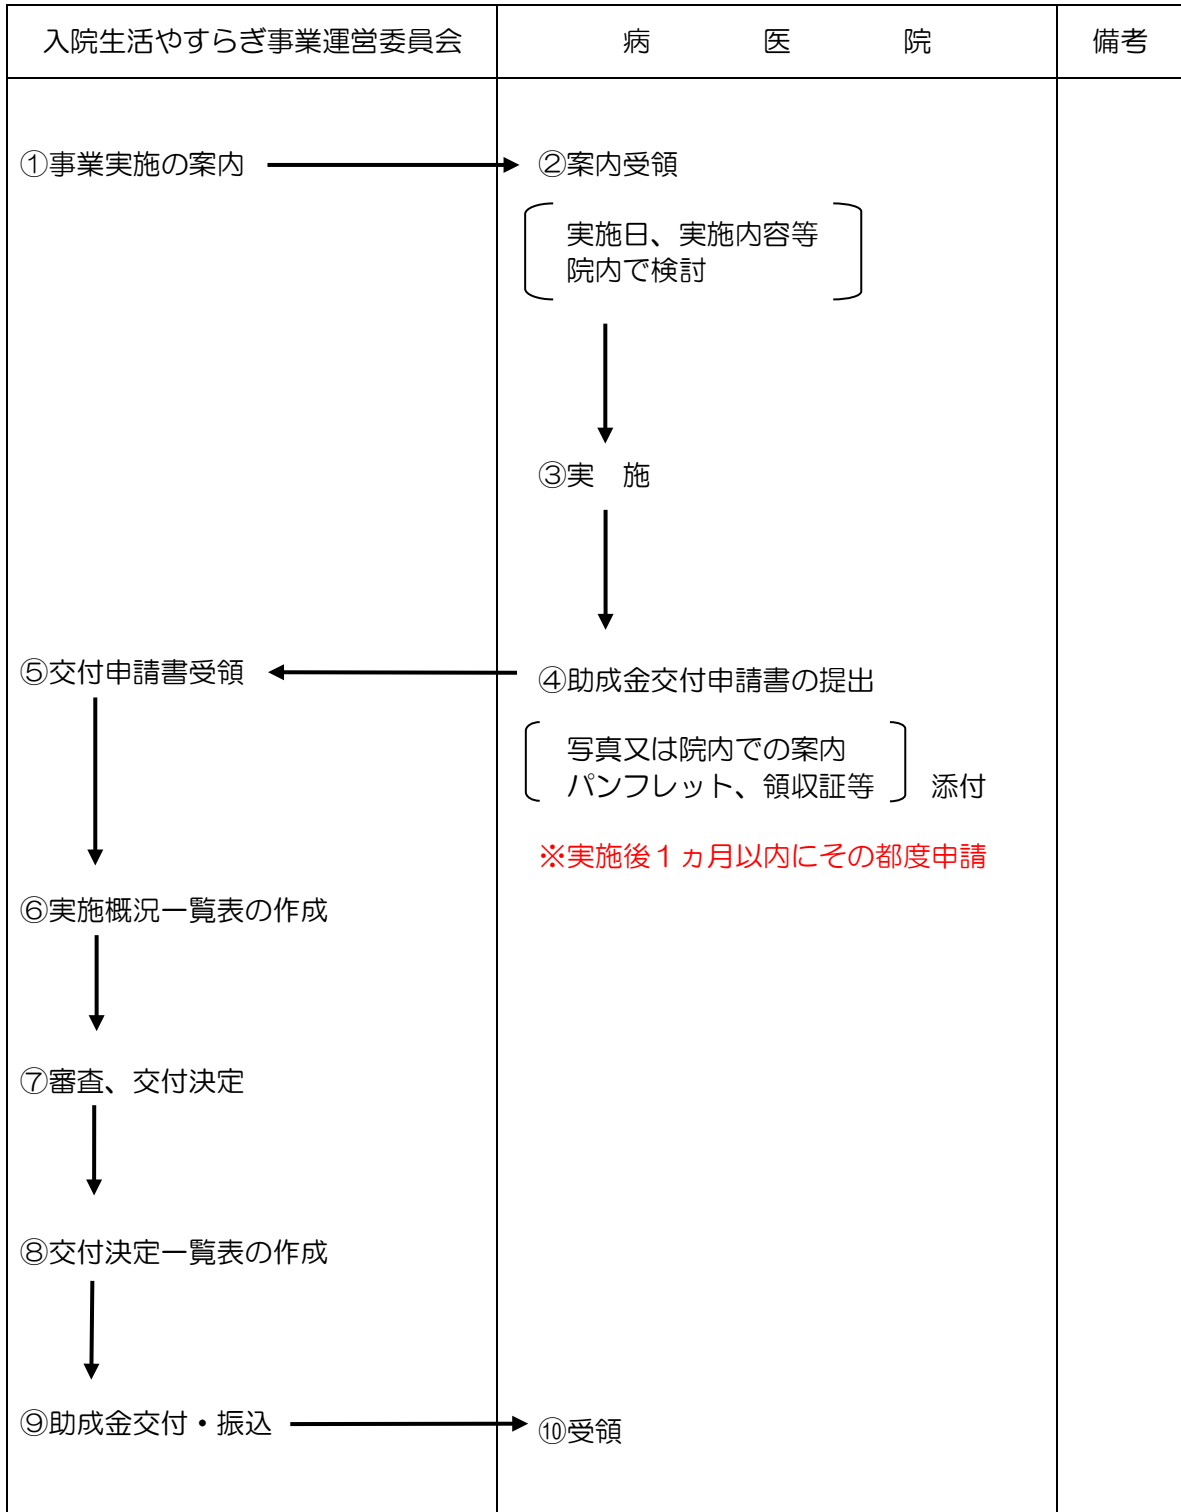 入院生活やすらぎ事業運営委員会
病 医 院
備考
①事業実施の案内
②案内受領
実施日、実施内容等
院内で検討
③実 施
④助成金交付申請書の提出
⑤交付申請書受領
写真又は院内での案内
パンフレット、領収証等 添付
※実施後1ヵ月以内にその都度申請
⑥実施概況一覧表の作成
⑦審査、交付決定
⑧交付決定一覧表の作成
⑨助成金交付・振込
⑩受領